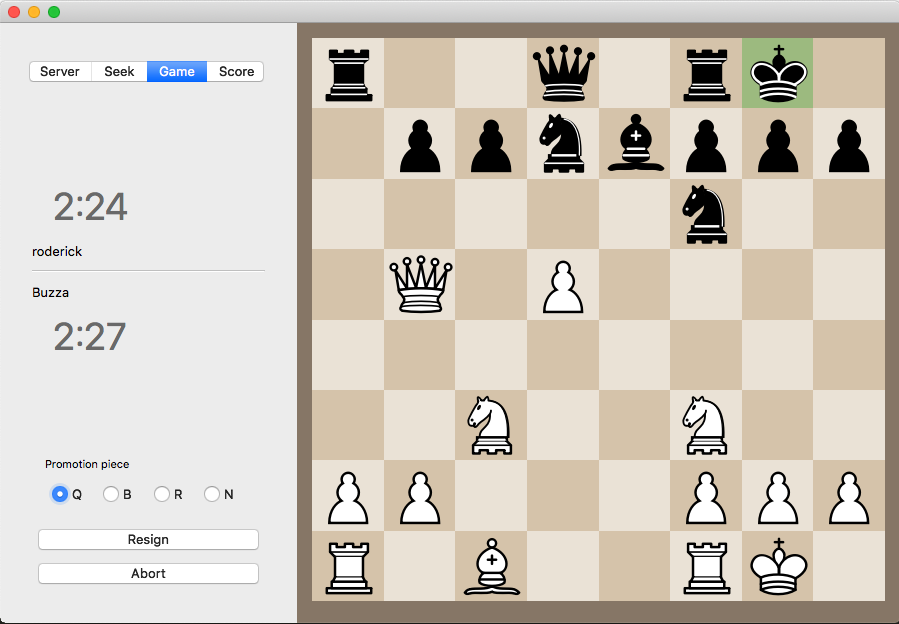 Server Seek Game Score
2:24
roderick
Buzza
2:27
Promotion piece
Q B R N
Resign
Abort